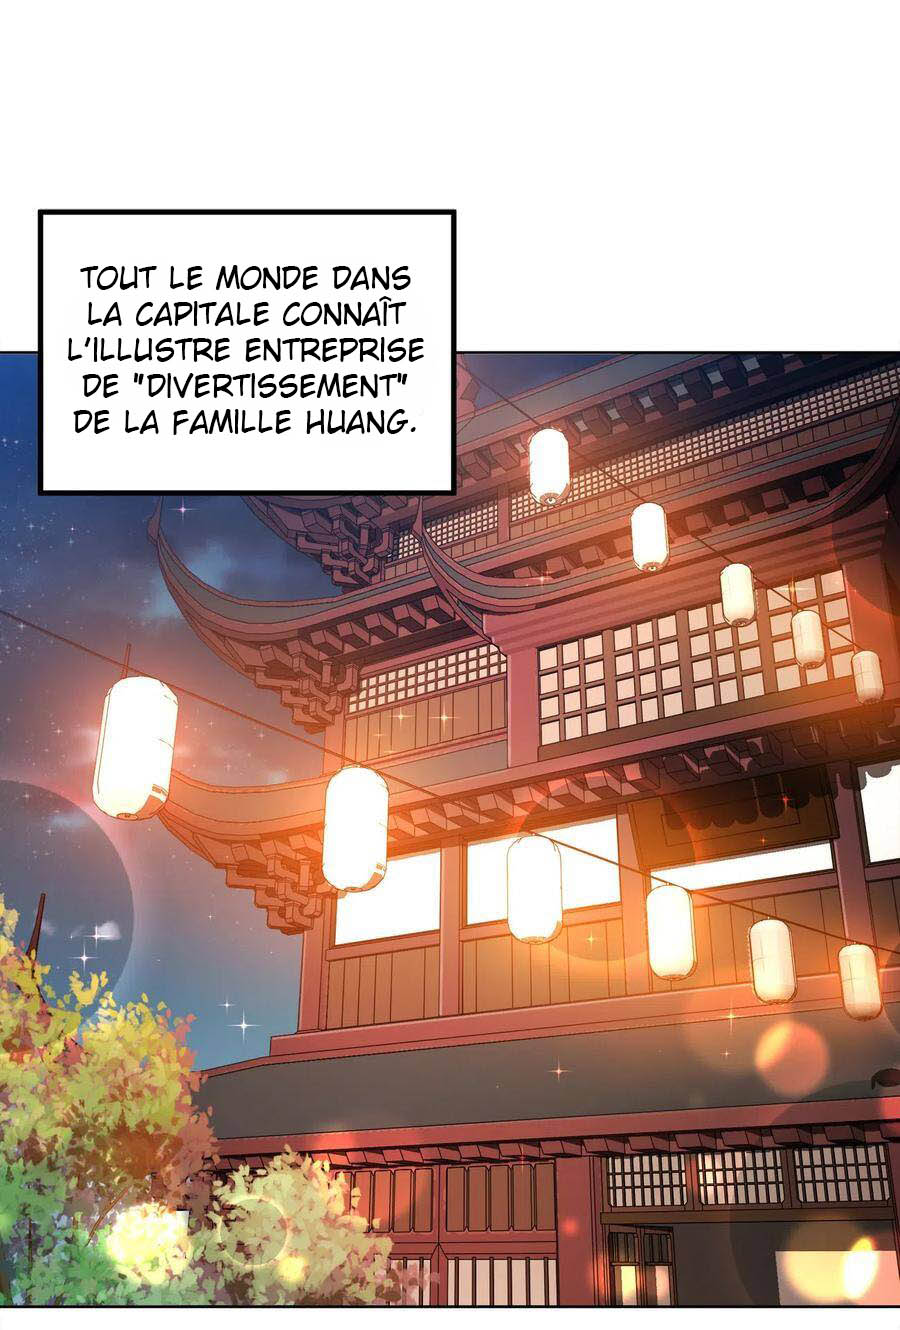 TOUT LE MONDE DANS
LA CAPITALE CONNAÎT
L'ILLUSTRE ENTREPRISE
DE "DIVERTISSEMENT"
DE LA FAMILLE HUANG.